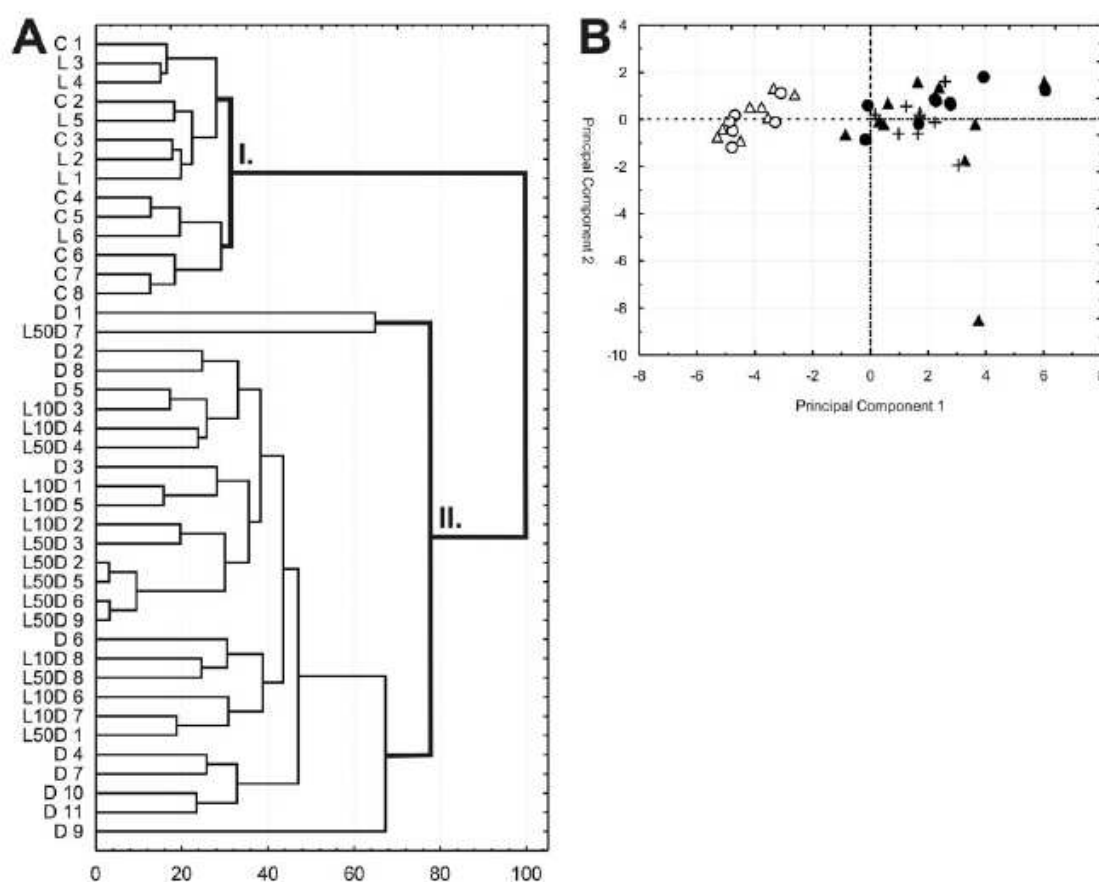 A
C 1
L 3
L 4
C 2
L 5
C 3
L 2
L 1
C 4
C 5
L 6
C 6
C 7
C 8
D 1
L50D 7
D 2
D 8
D 5
L10D 3
L10D 4
L50D 4
D 3
L10D 1
L10D 5
L10D 2
L50D 3
L50D 2
L50D 5
L50D 6
L50D 9
D 6
L10D 8
L50D 8
L10D 6
L10D 7
L50D 1
D 4
D 7
D 10
D 11
D 9
I.
II.
0 20 40 60 80 100
B
4
2
0
-2
-4
-6
-8
-10
Principal Component 2
-8 -6 -4 -2 0 2 4 6 8
Principal Component 1